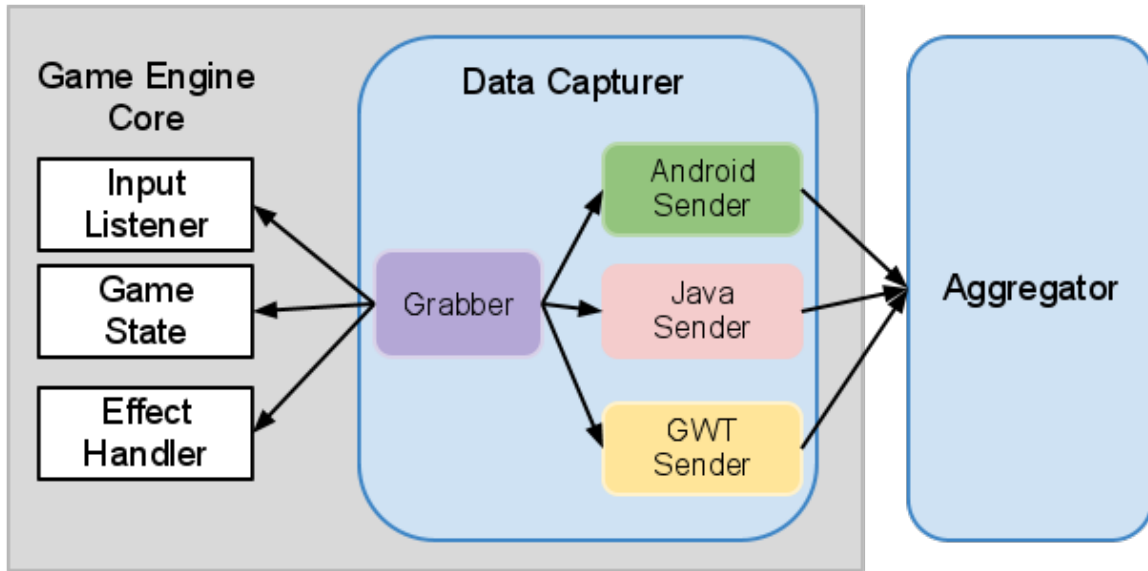 Game Engine
Core
Input
Listener
Game
State
Effect
Handler
Data Capturer
Grabber
Android
Sender
Java
Sender
GWT
Sender
Aggregator